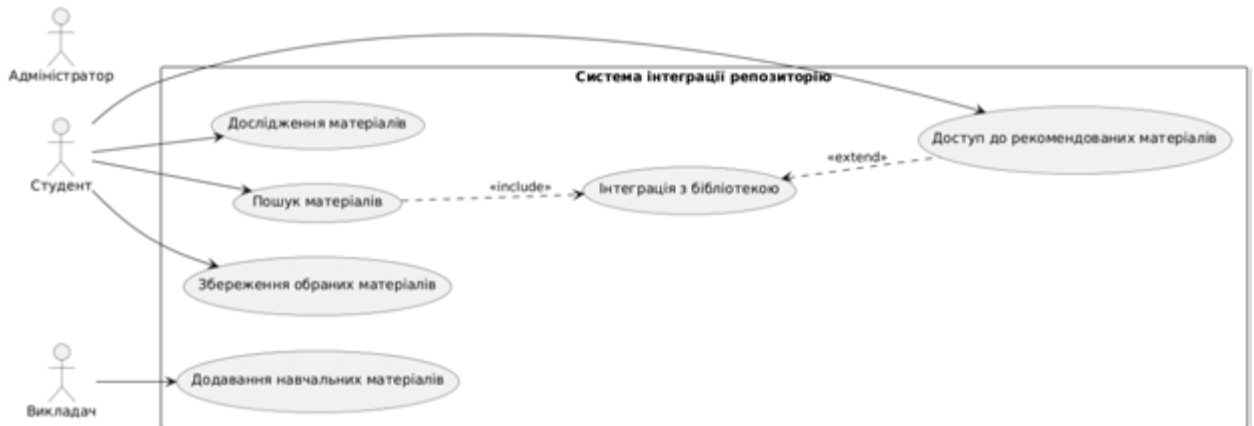 Адміністратор
Система інтеграції репозиторію
Дослідження матеріалів
Доступ до рекомендованих матеріалів
«extend»
Студент
«include»
Інтеграція з бібліотекою
Пошук матеріалів
Збереження обраних матеріалів
Додавання навчальних матеріалів
Викладач